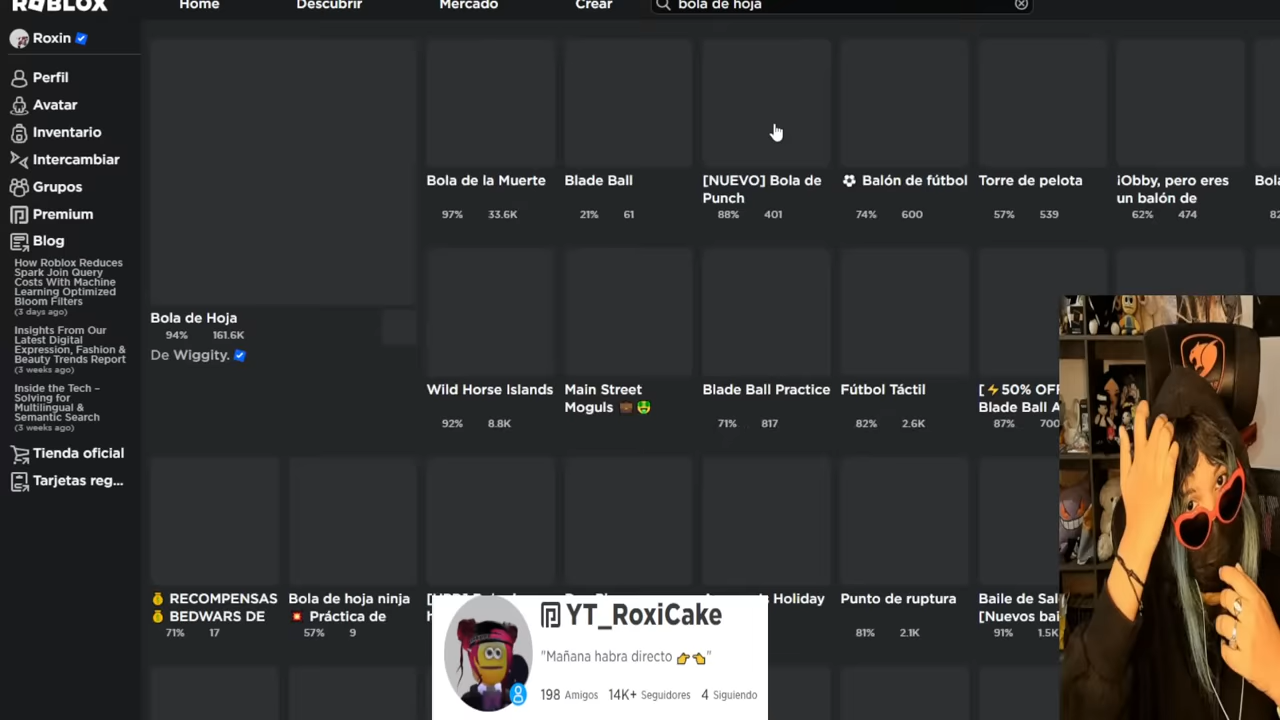 ROBLOX
Home
Descubrir
Mercado
Crear
bola de hoja
Roxin
Perfil
Avatar
Inventario
Intercambiar
Grupos
Premium
Blog
How Roblox Reduces
Spark Join Query
Costs With Machine
Learning Optimized
Bloom Filters
(3 days ago)
Insights From Our
Latest Digital
Expression, Fashion &
Beauty Trends Report
(3 weeks ago)
Inside the Tech –
Solving for
Multilingual &
Semantic Search
(3 weeks ago)
Tienda oficial
Tarjetas reg...
Bola de Hoja
94% 161.6K
De Wiggity.
Bola de la Muerte
97% 33.6K
Blade Ball
21% 61
[NUEVO] Bola de
Punch
88% 401
⚽ Balón de fútbol
74% 600
Torre de pelota
57% 539
¡Obby, pero eres
un balón de
62% 474
Wild Horse Islands
92% 8.8K
Main Street
Moguls 💼 🤑
Blade Ball Practice
71% 817
Fútbol Táctil
82% 2.6K
[⚡50% OFF
Blade Ball
87% 700
💰 RECOMPENSAS
💰 BEDWARS DE
71% 17
Bola de hoja ninja
💥 Práctica de
57% 9
Holiday
Punto de ruptura
81% 2.1K
Baile de
[Nuevos
91% 1.5K
YT_RoxiCake
"Mañana habra directo 👉👈"
198 Amigos 14K+ Seguidores 4 Siguiendo